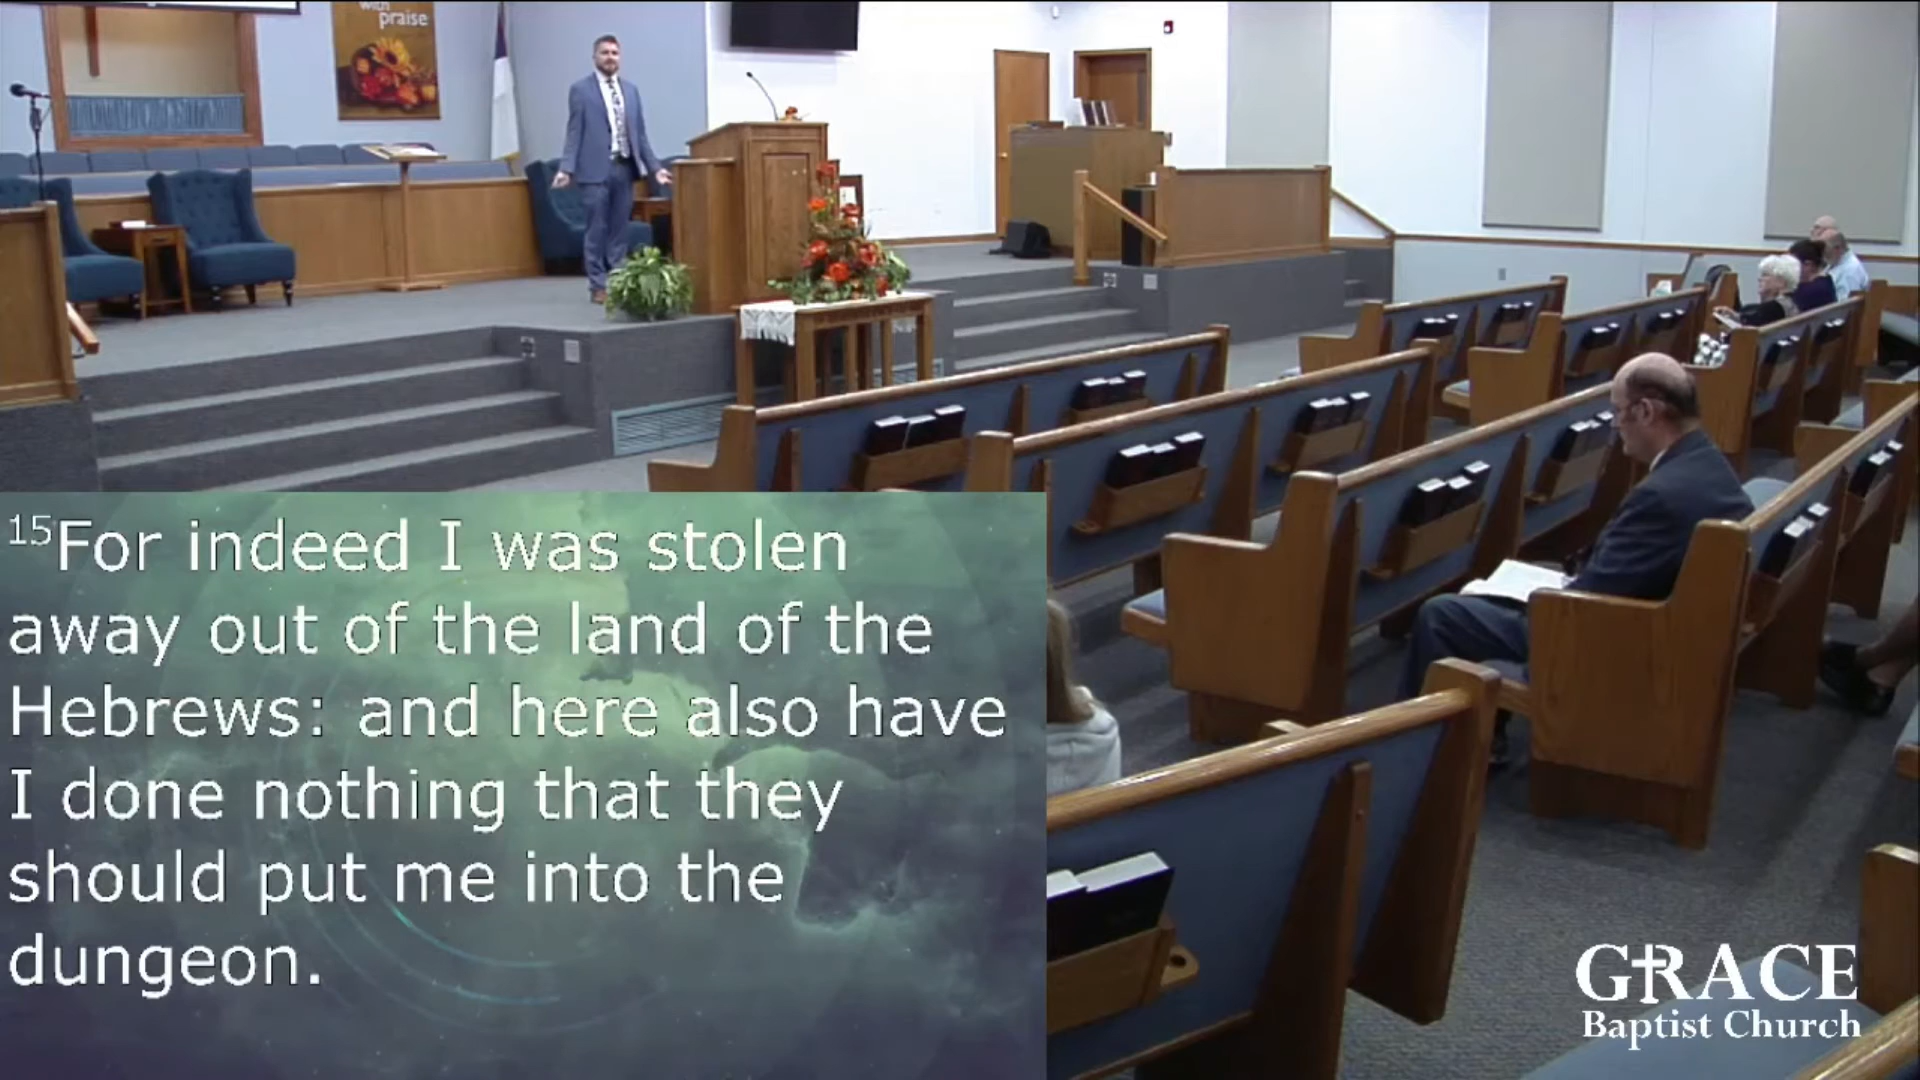 with
praise
15For indeed I was stolen
away out of the land of the
Hebrews: and here also have
I done nothing that they
should put me into the
dungeon.
GRACE
Baptist Church